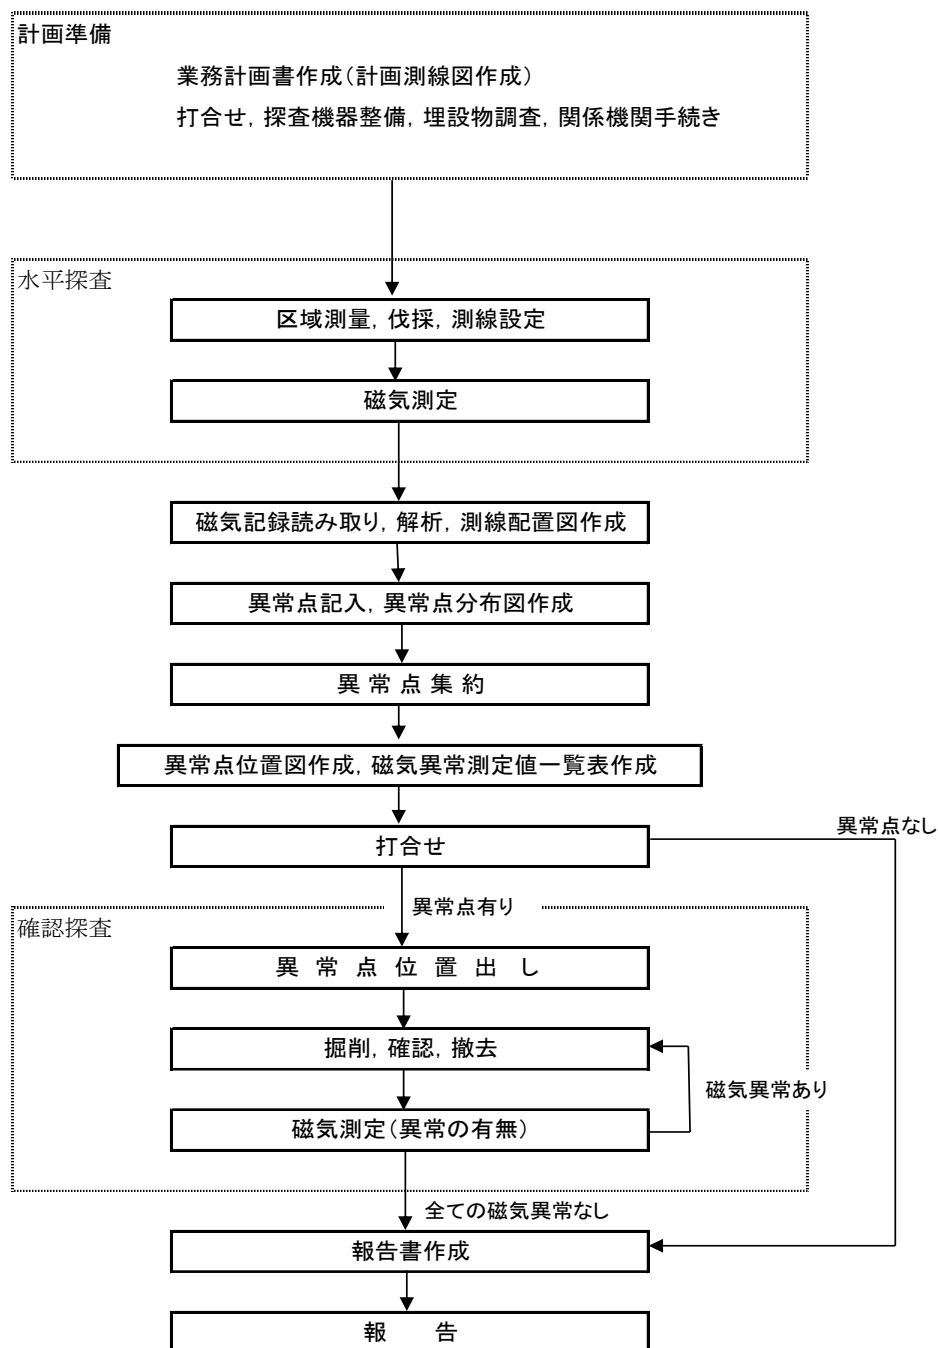 計画準備
業務計画書作成(計画測線図作成)
打合せ, 探査機器整備, 埋設物調査, 関係機関手続き
水平探査
区域測量, 伐採, 測線設定
磁気測定
磁気記録読み取り, 解析, 測線配置図作成
異常点記入, 異常点分布図作成
異 常 点 集 約
異常点位置図作成, 磁気異常測定値一覧表作成
打合せ
異常点なし
異常点有り
確認探査
異 常 点 位 置 出 し
掘削, 確認, 撤去
磁気異常あり
磁気測定(異常の有無)
全ての磁気異常なし
報告書作成
報 告